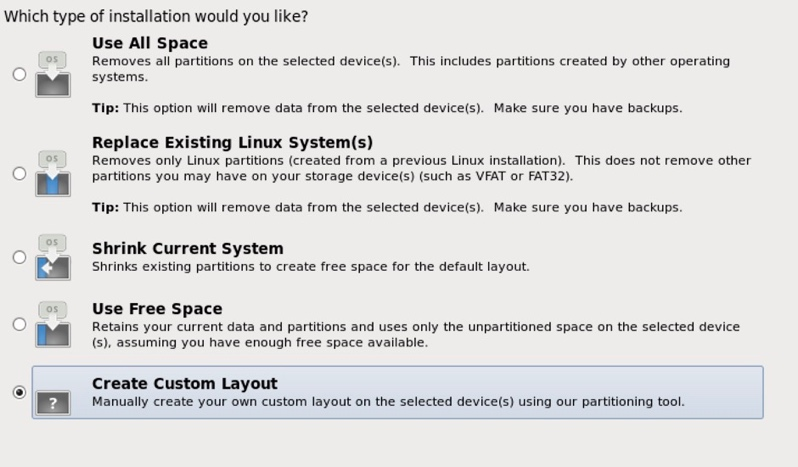 Which type of installation would you like?
Use All Space
OS
Removes all partitions on the selected device(s).  This includes partitions created by other operating
systems.
Tip: This option will remove data from the selected device(s).  Make sure you have backups.
Replace Existing Linux System(s)
OS
Removes only Linux partitions (created from a previous Linux installation).  This does not remove other
partitions you may have on your storage device(s) (such as VFAT or FAT32).
Tip: This option will remove data from the selected device(s).  Make sure you have backups.
OS
Shrink Current System
Shrinks existing partitions to create free space for the default layout.
OS
Use Free Space
Retains your current data and partitions and uses only the unpartitioned space on the selected device
(s), assuming you have enough free space available.
Create Custom Layout
?
Manually create your own custom layout on the selected device(s) using our partitioning tool.